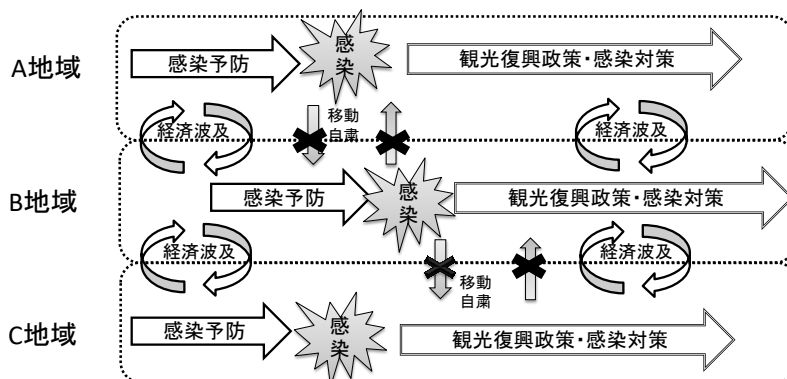 A地域
感染予防
感
染
観光復興政策・感染対策
経済波及
移動
自粛
経済波及
B地域
感染予防
感
染
観光復興政策・感染対策
経済波及
移動
自粛
経済波及
C地域
感染予防
感
染
観光復興政策・感染対策